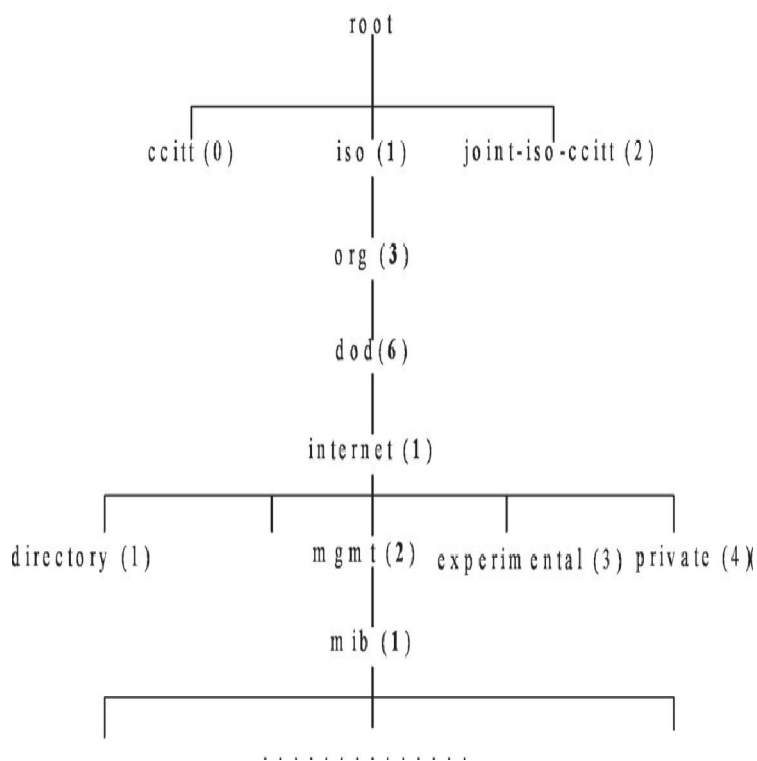 root
ccitt (0) iso (1) joint-iso-ccitt (2)
org (3)
dod(6)
internet (1)
directory (1) mgmt (2) experimental (3) private (4)
mib (1)